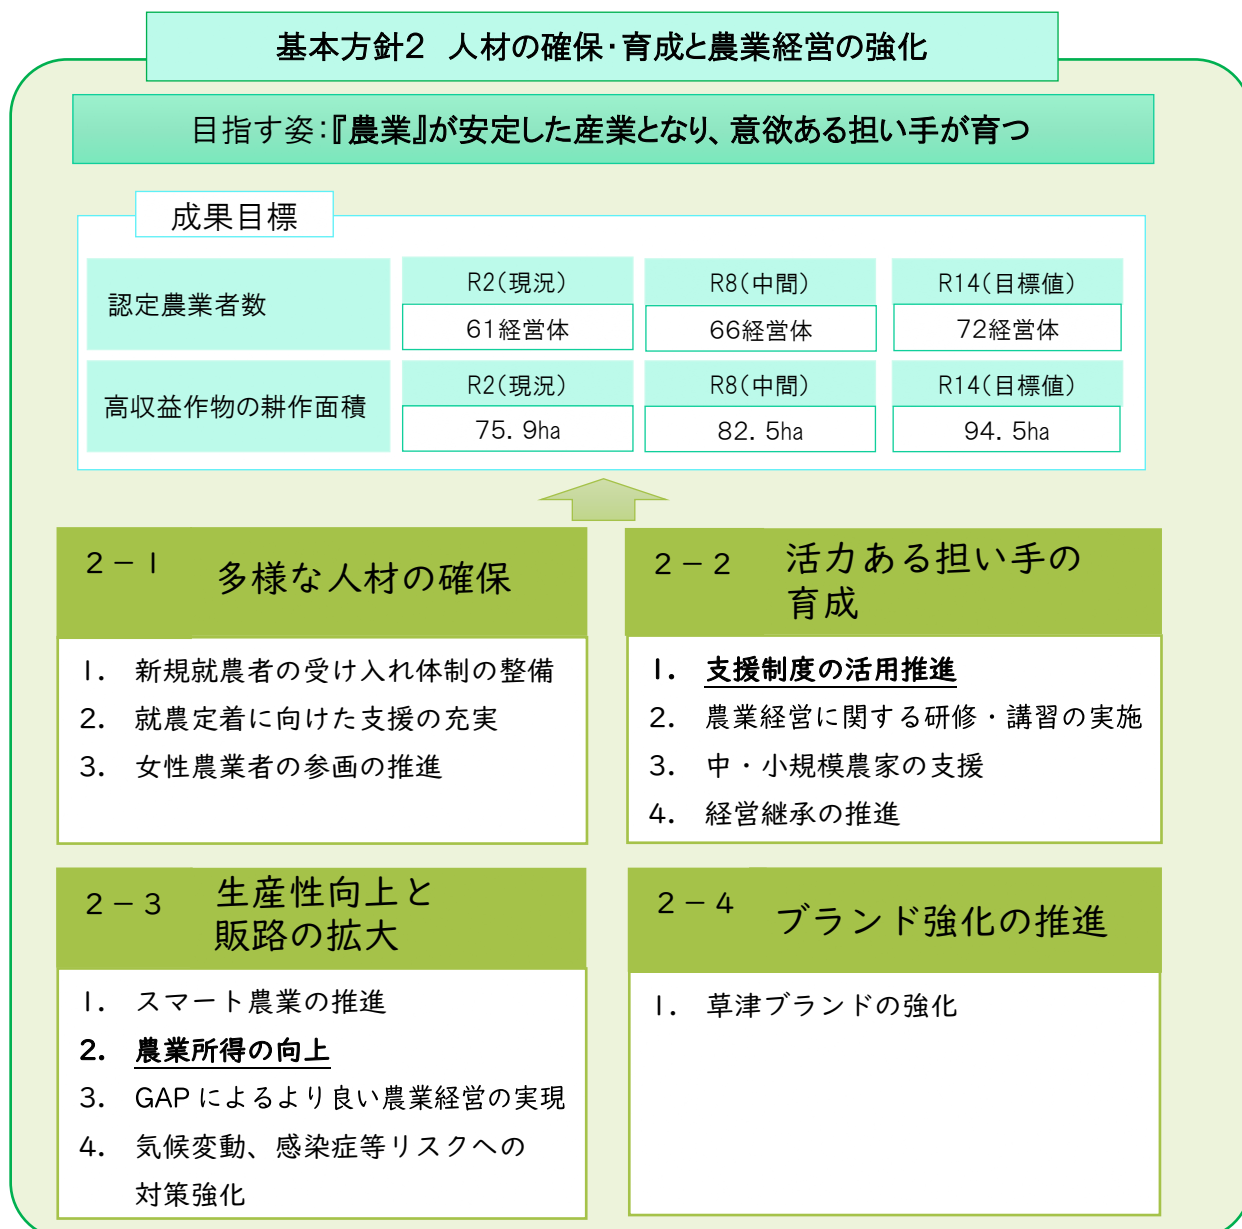 基本方針2 人材の確保・育成と農業経営の強化
目指す姿:『農業』が安定した産業となり、意欲ある担い手が育つ
成果目標
認定農業者数
R2(現況)
R8(中間)
R14(目標値)
61経営体
66経営体
72経営体
高収益作物の耕作面積
R2(現況)
R8(中間)
R14(目標値)
75.9ha
82.5ha
94.5ha
2-1 多様な人材の確保
1. 新規就農者の受け入れ体制の整備
2. 就農定着に向けた支援の充実
3. 女性農業者の参画の推進
2-2 活力ある担い手の
育成
1. 支援制度の活用推進
2. 農業経営に関する研修・講習の実施
3. 中・小規模農家の支援
4. 経営継承の推進
2-3 生産性向上と
販路の拡大
1. スマート農業の推進
2. 農業所得の向上
3. GAPによるより良い農業経営の実現
4. 気候変動、感染症等リスクへの
対策強化
2-4 ブランド強化の推進
1. 草津ブランドの強化